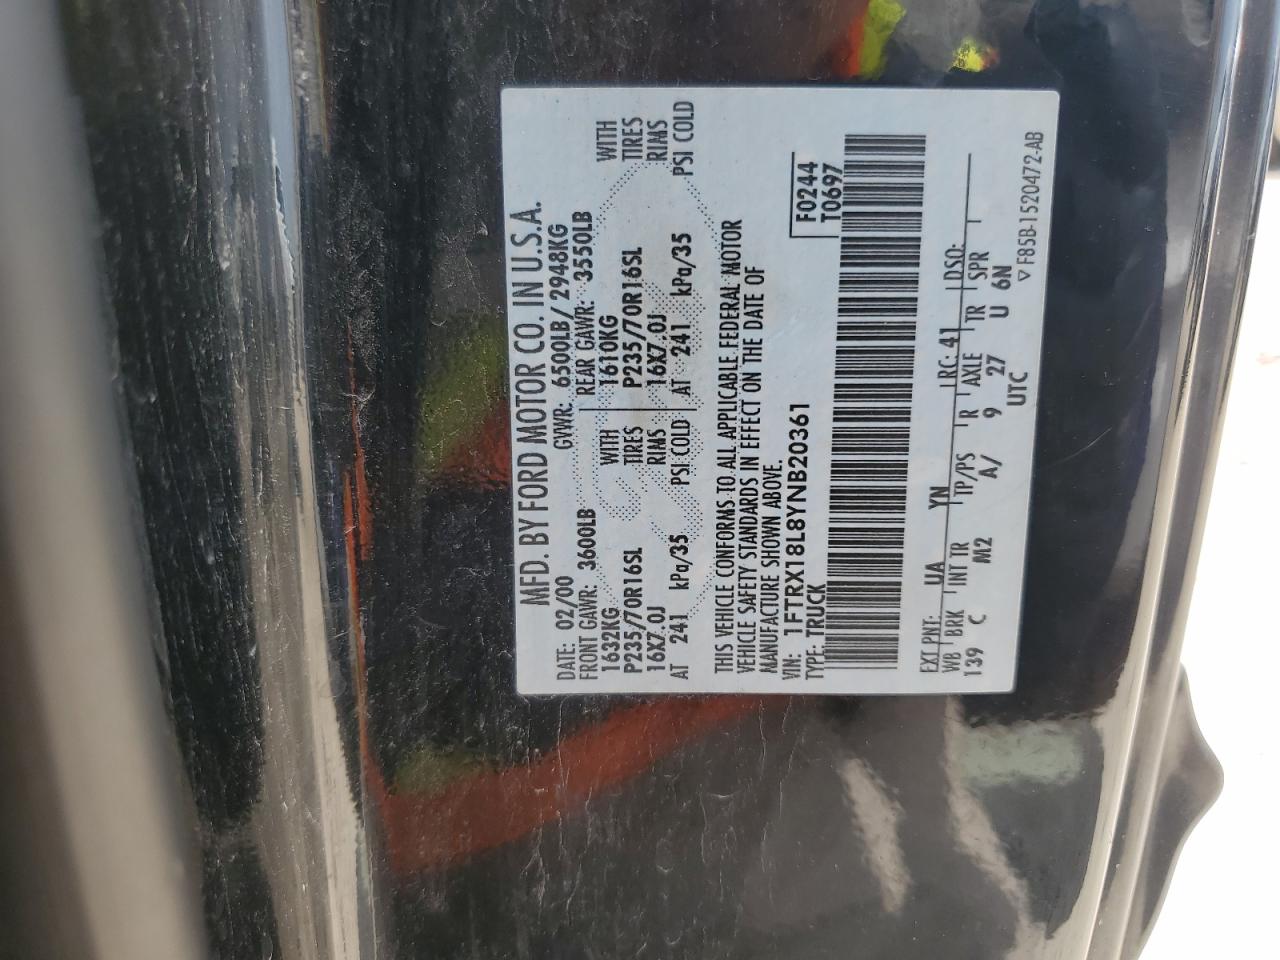 MFD. BY FORD MOTOR CO. IN U.S.A.
DATE: 02/00 GVWR: 6500LB/ 2948KG
FRONT GAWR: 3600LB REAR GAWR: 3550LB
1632KG WITH 1610KG WITH
P235/70R16SL TIRES P235/70R16SL TIRES
16X7.0J RIMS 16X7.0J RIMS
AT 241 kPa/35 PSI COLD AT 241 kPa/35 PSI COLD
THIS VEHICLE CONFORMS TO ALL APPLICABLE FEDERAL MOTOR
VEHICLE SAFETY STANDARDS IN EFFECT ON THE DATE OF
MANUFACTURE SHOWN ABOVE.
VIN: 1FTRX18L8YNB20361 F0244
TYPE: TRUCK T0697
EXT PNT: UA YN RC: 41 DSO:
WB BRK INT TR TP/PS R AXLE TR SPR
139 C M2 A/ 9 27 U 6N
UTC
▽ F85B-1520472-AB